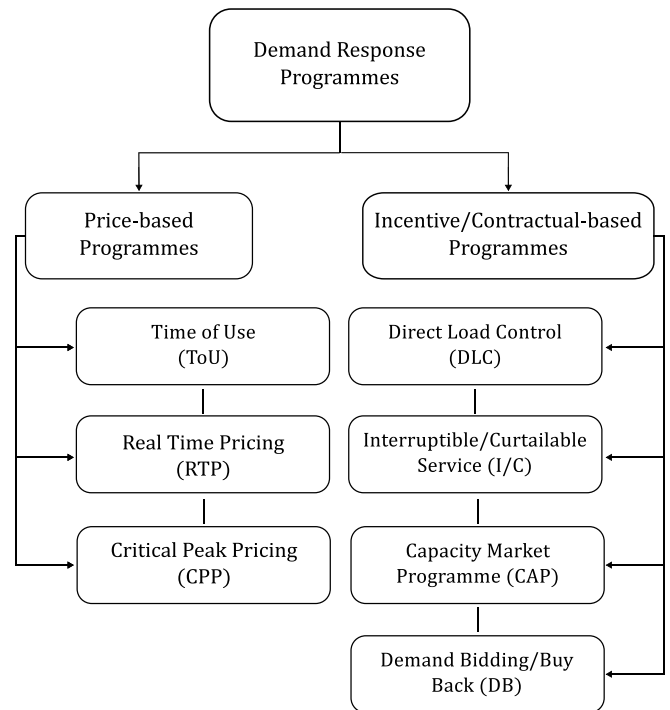 Demand Response
Programmes
Price-based
Programmes
Incentive/Contractual-based
Programmes
Time of Use
(ToU)
Direct Load Control
(DLC)
Real Time Pricing
(RTP)
Interruptible/Curtailable
Service (I/C)
Critical Peak Pricing
(CPP)
Capacity Market
Programme (CAP)
Demand Bidding/Buy
Back (DB)